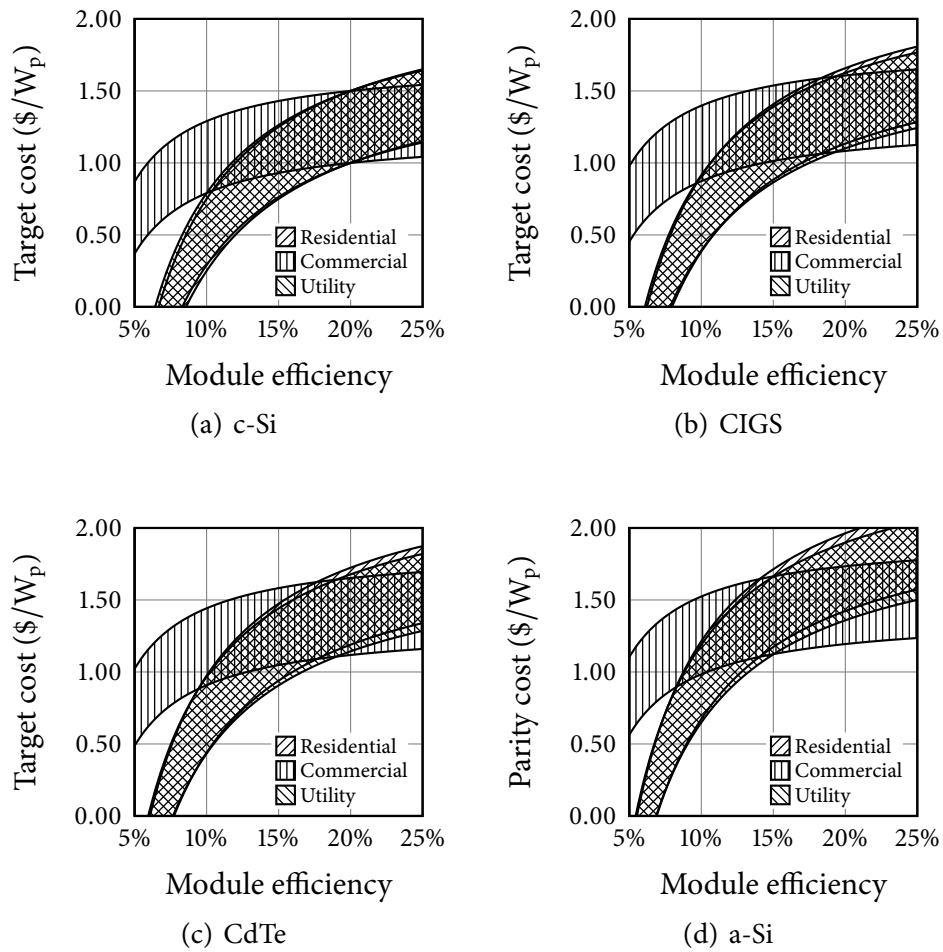 Target cost ($/Wp)
2.00
1.50
1.00
0.50
0.00
5% 10% 15% 20% 25%
Residential
Commercial
Utility
Module efficiency
(a) c-Si
Target cost ($/Wp)
2.00
1.50
1.00
0.50
0.00
5% 10% 15% 20% 25%
Residential
Commercial
Utility
Module efficiency
(b) CIGS
Target cost ($/Wp)
2.00
1.50
1.00
0.50
0.00
5% 10% 15% 20% 25%
Residential
Commercial
Utility
Module efficiency
(c) CdTe
Parity cost ($/Wp)
2.00
1.50
1.00
0.50
0.00
5% 10% 15% 20% 25%
Residential
Commercial
Utility
Module efficiency
(d) a-Si